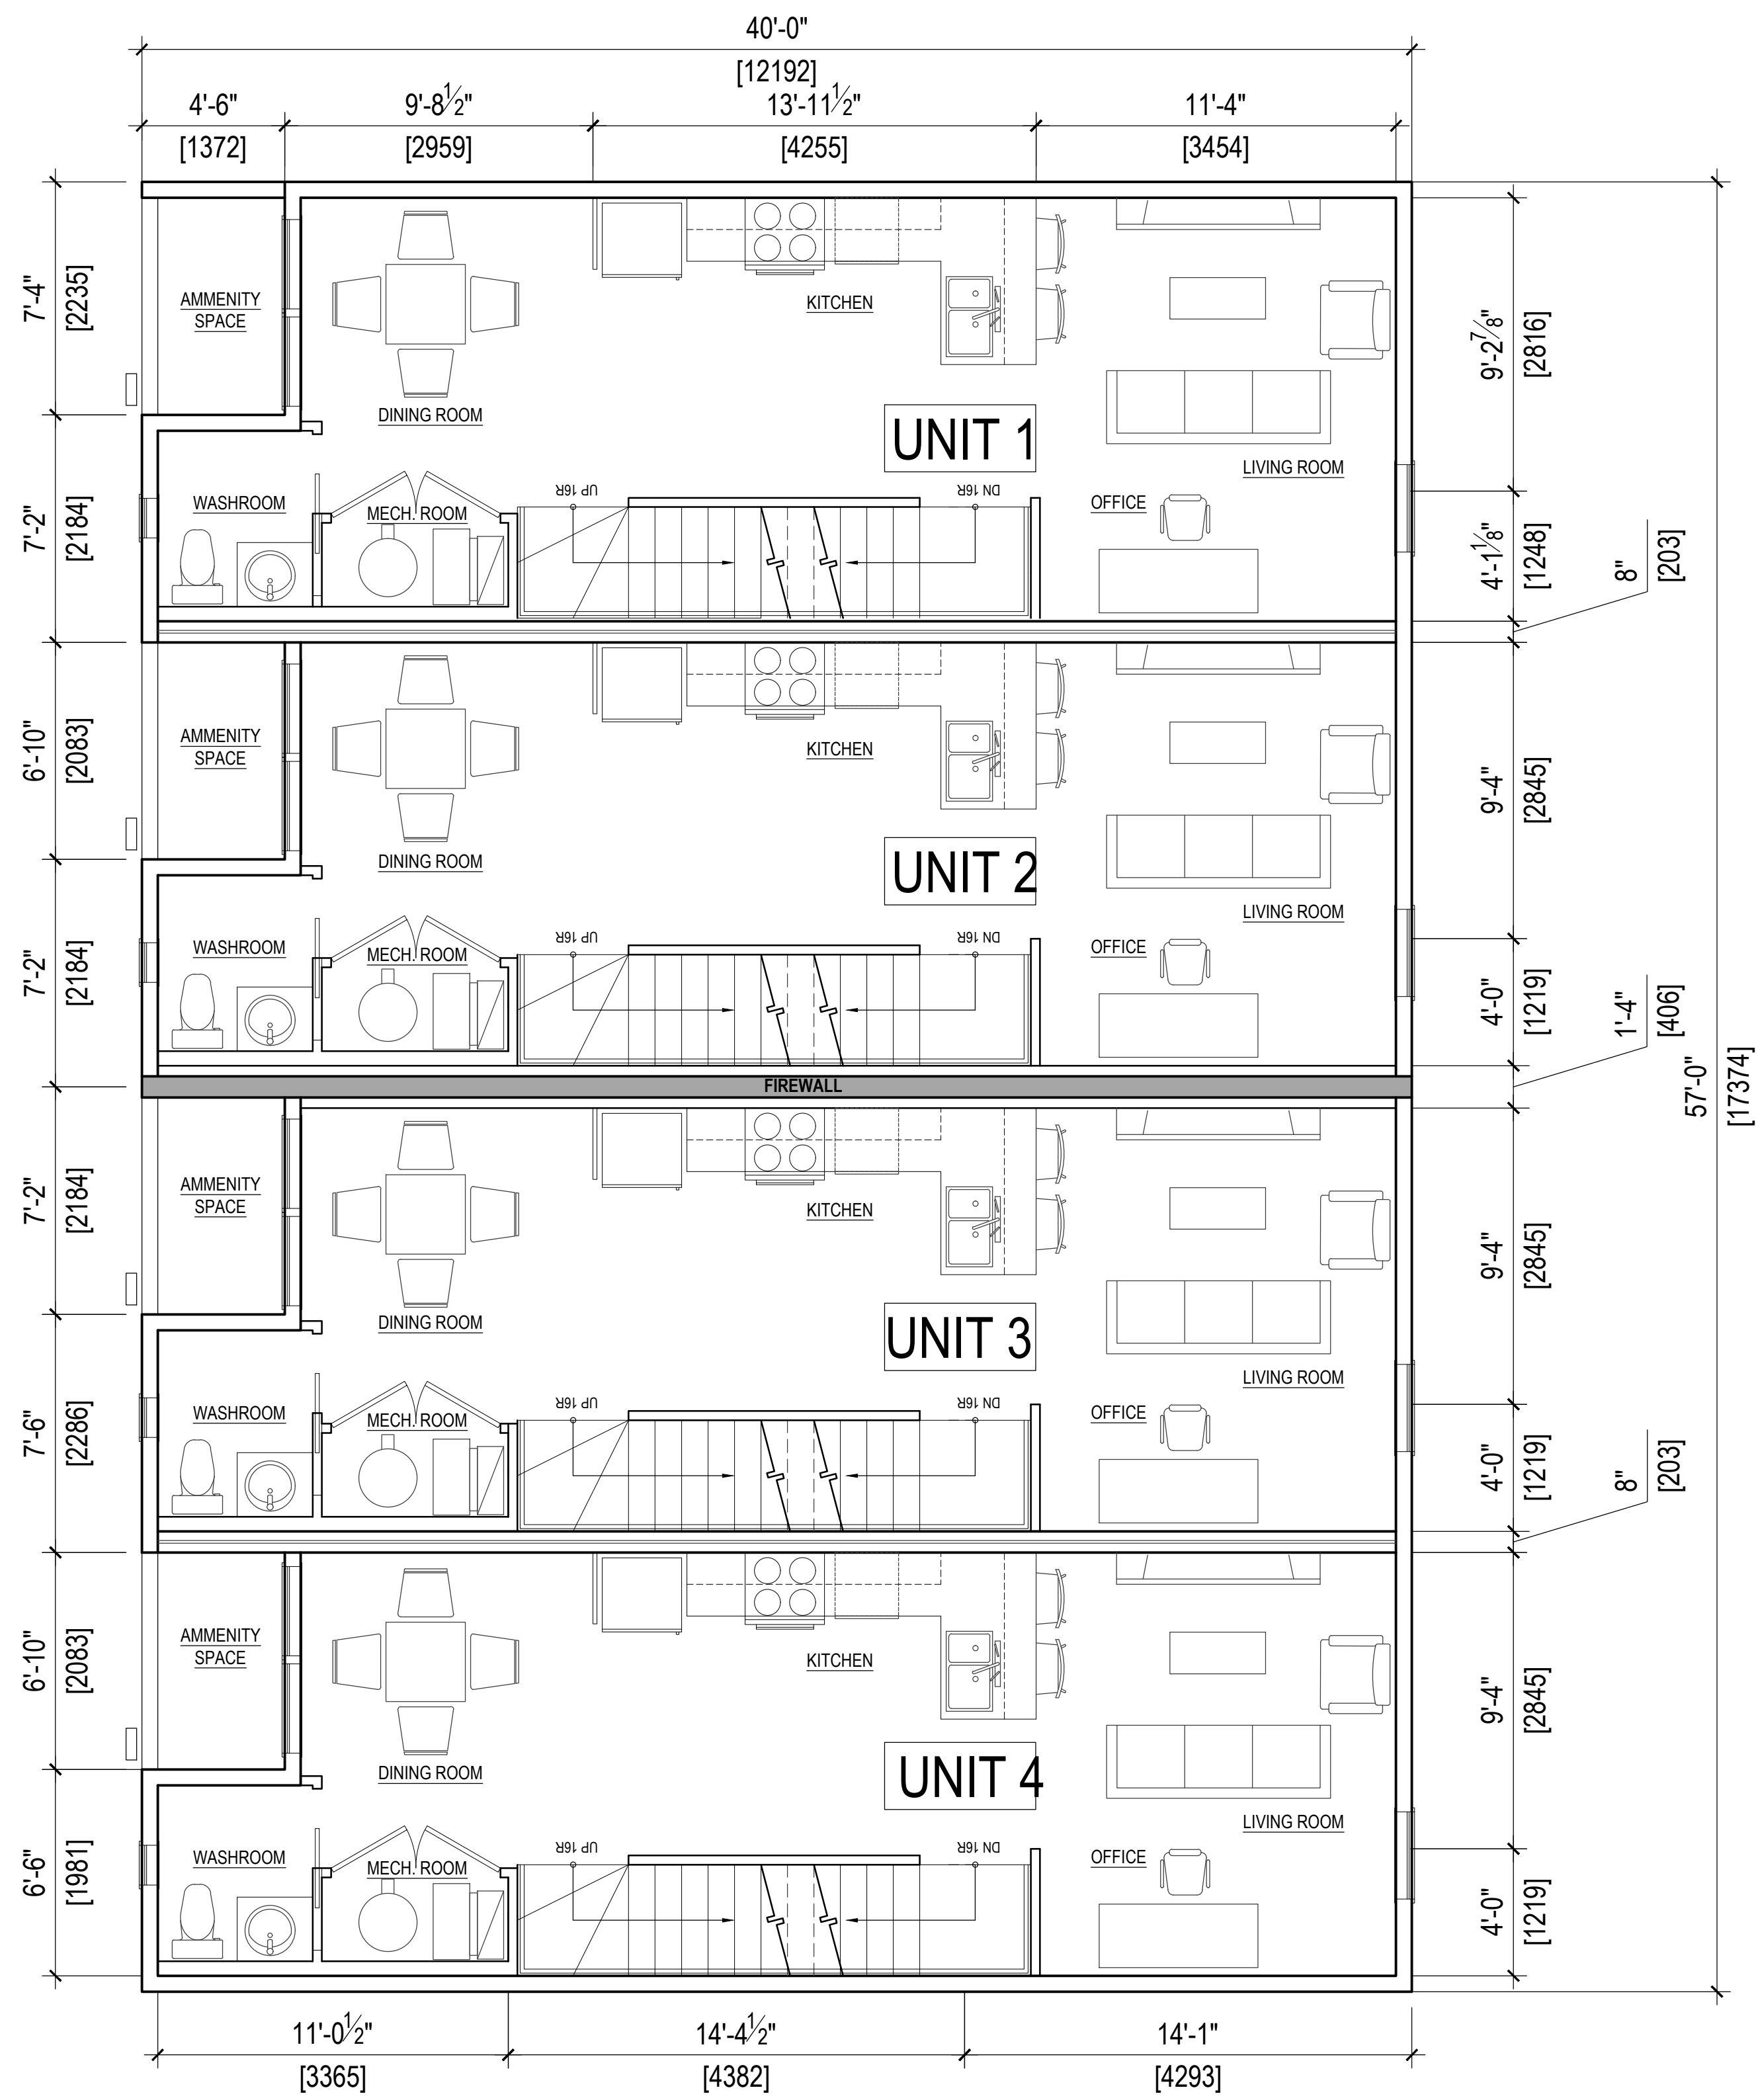 40'-0"
[12192]
4'-6"
9'-8½"
13'-11½"
11'-4"
[1372]
[2959]
[4255]
[3454]
7'-4"
[2235]
AMMENITY
SPACE
KITCHEN
DINING ROOM
UNIT 1
LIVING ROOM
9'-2⅞"
[2816]
7'-2"
[2184]
WASHROOM
MECH. ROOM
UP 16R
DN 16R
OFFICE
4'-1⅛"
[1248]
8"
[203]
6'-10"
[2083]
AMMENITY
SPACE
KITCHEN
DINING ROOM
UNIT 2
LIVING ROOM
9'-4"
[2845]
7'-2"
[2184]
WASHROOM
MECH. ROOM
UP 16R
DN 16R
OFFICE
4'-0"
[1219]
1'-4"
[406]
57'-0"
[17374]
FIREWALL
7'-2"
[2184]
AMMENITY
SPACE
KITCHEN
DINING ROOM
UNIT 3
LIVING ROOM
9'-4"
[2845]
7'-6"
[2286]
WASHROOM
MECH. ROOM
UP 16R
DN 16R
OFFICE
4'-0"
[1219]
8"
[203]
6'-10"
[2083]
AMMENITY
SPACE
KITCHEN
DINING ROOM
UNIT 4
LIVING ROOM
9'-4"
[2845]
6'-6"
[1981]
WASHROOM
MECH. ROOM
UP 16R
DN 16R
OFFICE
4'-0"
[1219]
11'-0½"
14'-4½"
14'-1"
[3365]
[4382]
[4293]